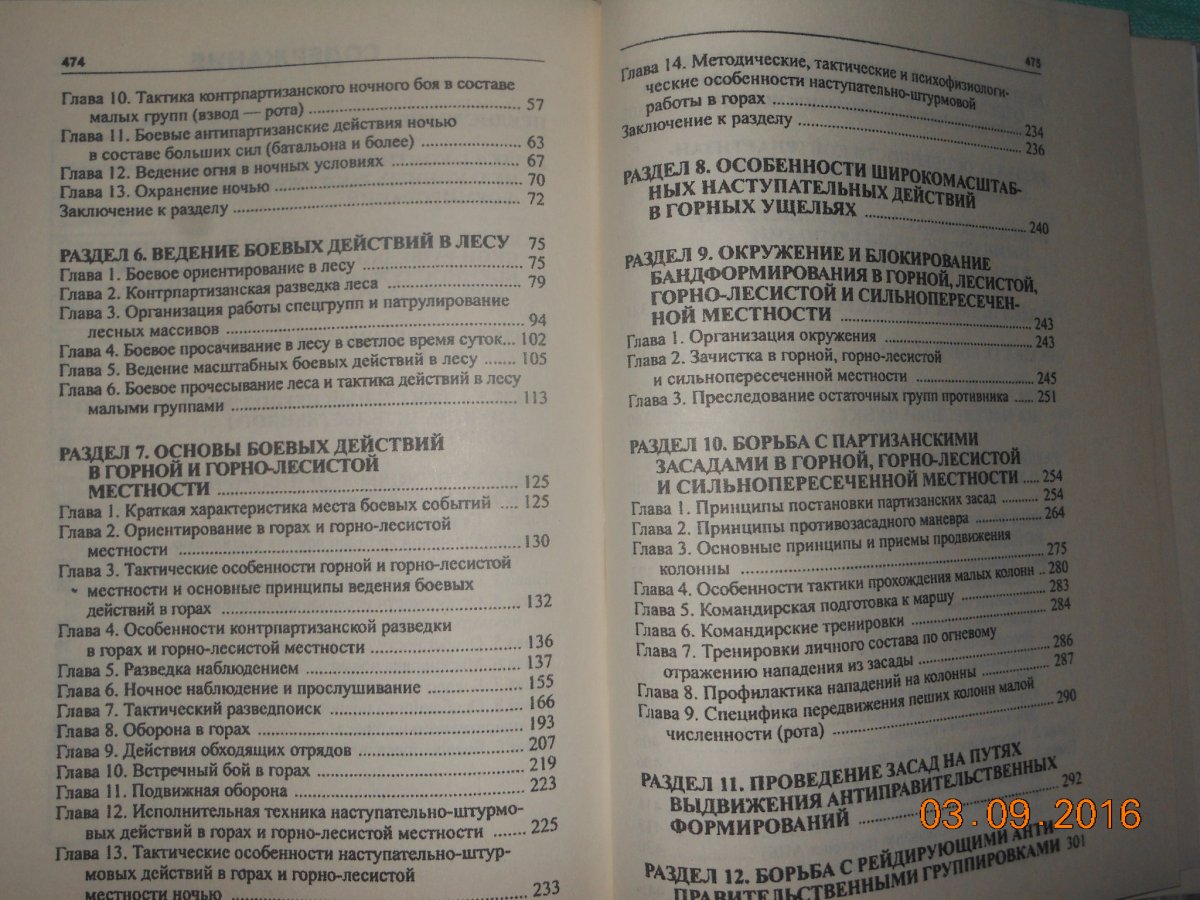 474
Глава 10. Тактика контрпартизанского ночного боя в составе
малых групп (взвод — рота) ........ 57
Глава 11. Боевые антипартизанские действия ночью
в составе больших сил (батальона и более) ........ 63
Глава 12. Ведение огня в ночных условиях ........ 67
Глава 13. Охранение ночью ........ 70
Заключение к разделу ........ 72
РАЗДЕЛ 6. ВЕДЕНИЕ БОЕВЫХ ДЕЙСТВИЙ В ЛЕСУ 75
Глава 1. Боевое ориентирование в лесу ........ 75
Глава 2. Контрпартизанская разведка леса ........ 79
Глава 3. Организация работы спецгрупп и патрулирование
лесных массивов ........ 94
Глава 4. Боевое просачивание в лесу в светлое время суток... 102
Глава 5. Ведение масштабных боевых действий в лесу ....... 105
Глава 6. Боевое прочесывание леса и тактика действий в лесу
малыми группами ........ 113
РАЗДЕЛ 7. ОСНОВЫ БОЕВЫХ ДЕЙСТВИЙ
В ГОРНОЙ И ГОРНО-ЛЕСИСТОЙ
МЕСТНОСТИ ........ 125
Глава 1. Краткая характеристика места боевых событий .... 125
Глава 2. Ориентирование в горах и горно-лесистой
местности ........ 130
Глава 3. Тактические особенности горной и горно-лесистой
местности и основные принципы ведения боевых
действий в горах ........ 132
Глава 4. Особенности контрпартизанской разведки
в горах и горно-лесистой местности ........ 136
Глава 5. Разведка наблюдением ........ 137
Глава 6. Ночное наблюдение и прослушивание ........ 155
Глава 7. Тактический разведпоиск ........ 166
Глава 8. Оборона в горах ........ 193
Глава 9. Действия обходящих отрядов ........ 207
Глава 10. Встречный бой в горах ........ 219
Глава 11. Подвижная оборона ........ 223
Глава 12. Исполнительная техника наступательно-штурмо-
вых действий в горах и горно-лесистой местности ....... 225
Глава 13. Тактические особенности наступательно-штур-
мовых действий в горах и горно-лесистой
местности ночью ........ 233
475
Глава 14. Методические, тактические и психофизиологи-
ческие особенности наступательно-штурмовой
работы в горах ........ 234
Заключение к разделу ........ 236
РАЗДЕЛ 8. ОСОБЕННОСТИ ШИРОКОМАСШТАБ-
НЫХ НАСТУПАТЕЛЬНЫХ ДЕЙСТВИЙ
В ГОРНЫХ УЩЕЛЬЯХ ........ 240
РАЗДЕЛ 9. ОКРУЖЕНИЕ И БЛОКИРОВАНИЕ
БАНДФОРМИРОВАНИЯ В ГОРНОЙ, ЛЕСИСТОЙ,
ГОРНО-ЛЕСИСТОЙ И СИЛЬНОПЕРЕСЕЧЕН-
НОЙ МЕСТНОСТИ ........ 243
Глава 1. Организация окружения ........ 243
Глава 2. Зачистка в горной, горно-лесистой
и сильнопересеченной местности ........ 245
Глава 3. Преследование остаточных групп противника ..... 251
РАЗДЕЛ 10. БОРЬБА С ПАРТИЗАНСКИМИ
ЗАСАДАМИ В ГОРНОЙ, ГОРНО-ЛЕСИСТОЙ
И СИЛЬНОПЕРЕСЕЧЕННОЙ МЕСТНОСТИ .... 254
Глава 1. Принципы постановки партизанских засад ........ 254
Глава 2. Принципы противозасадного маневра ........ 264
Глава 3. Основные принципы и приемы продвижения
колонны ........ 275
Глава 4. Особенности тактики прохождения малых колонн .. 280
Глава 5. Командирская подготовка к маршу ........ 283
Глава 6. Командирские тренировки ........ 284
Глава 7. Тренировки личного состава по огневому
отражению нападения из засады ........ 286
Глава 8. Профилактика нападений на колонны ........ 287
Глава 9. Специфика передвижения пеших колонн малой
численности (рота) ........ 290
РАЗДЕЛ 11. ПРОВЕДЕНИЕ ЗАСАД НА ПУТЯХ
ВЫДВИЖЕНИЯ АНТИПРАВИТЕЛЬСТВЕННЫХ
ФОРМИРОВАНИЙ ........ 292
РАЗДЕЛ 12. БОРЬБА С РЕЙДИРУЮЩИМИ АНТИ-
ПРАВИТЕЛЬСТВЕННЫМИ ГРУППИРОВКАМИ 301
03.09.2016